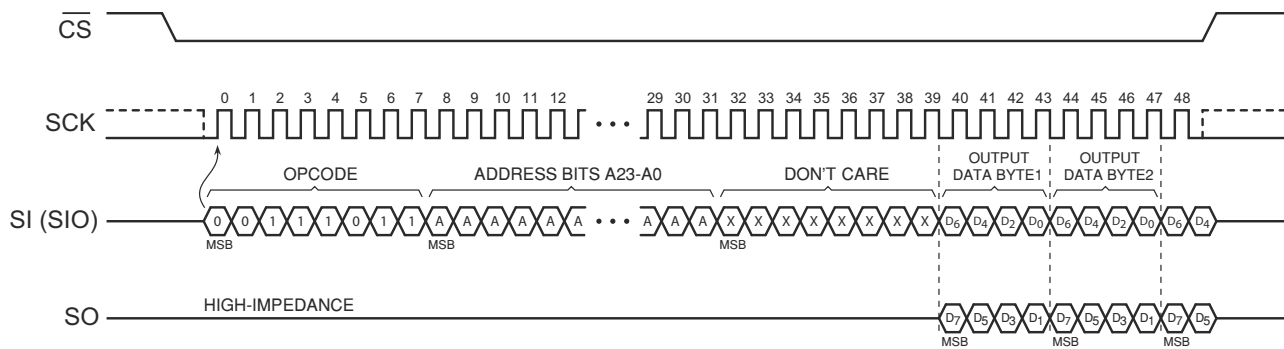 CS
0 1 2 3 4 5 6 7 8 9 10 11 12 29 30 31 32 33 34 35 36 37 38 39 40 41 42 43 44 45 46 47 48
SCK
OPCODE ADDRESS BITS A23-A0 DON'T CARE OUTPUT DATA BYTE1 OUTPUT DATA BYTE2
SI (SIO) 0 0 1 1 1 0 1 1 A A A A A A A A A X X X X X X X X D6 D4 D2 D0 D6 D4 D2 D0 D6 D4
MSB MSB MSB
HIGH-IMPEDANCE
SO D7 D5 D3 D1 D7 D5 D3 D1 D7 D5
MSB MSB MSB